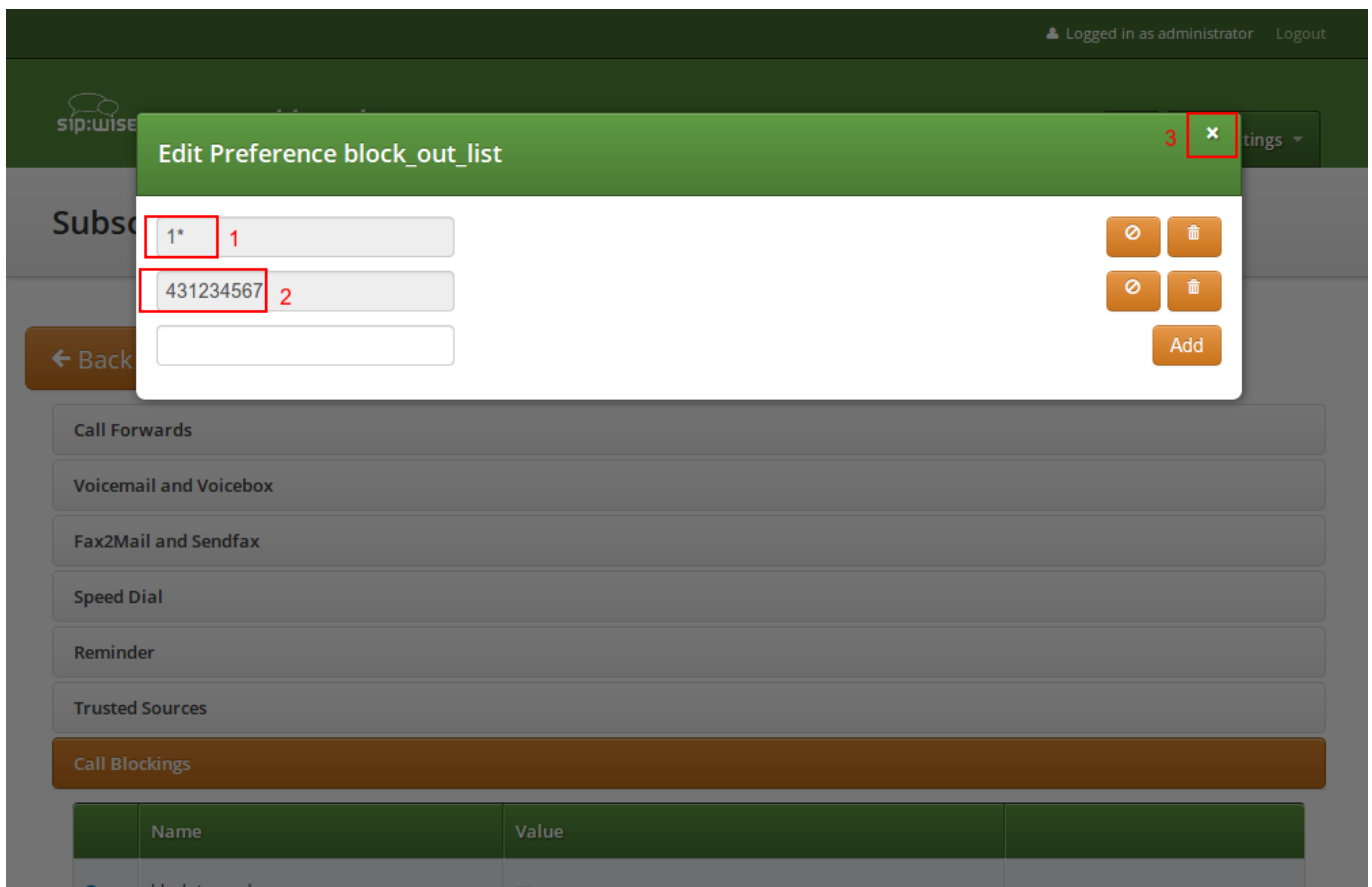 Logged in as administrator Logout
sip:wise
tings
3
Edit Preference block_out_list
Subsc
1* 1
431234567 2
Back
Add
Call Forwards
Voicemail and Voicebox
Fax2Mail and Sendfax
Speed Dial
Reminder
Trusted Sources
Call Blockings
Name Value